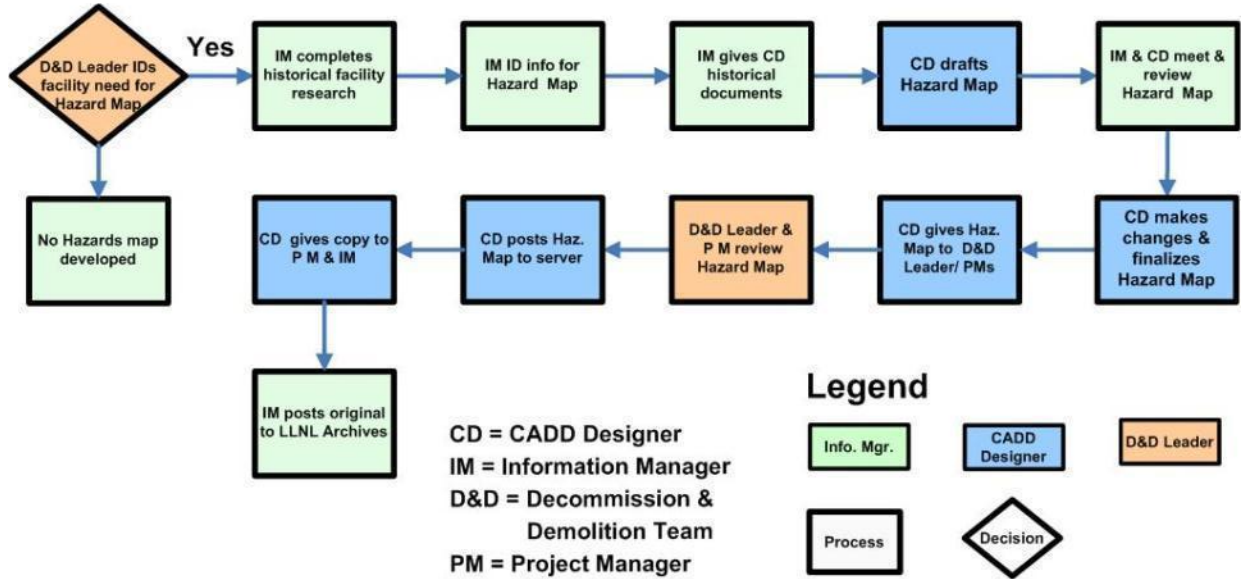 Yes
D&D Leader IDs
facility need for
Hazard Map
IM completes
historical facility
research
IM ID info for
Hazard Map
IM gives CD
historical
documents
CD drafts
Hazard Map
IM & CD meet &
review
Hazard Map
No Hazards map
developed
CD gives copy to
P M & IM
CD posts Haz.
Map to server
D&D Leader &
P M review
Hazard Map
CD gives Haz.
Map to D&D
Leader/ PMs
CD makes
changes &
finalizes
Hazard Map
IM posts original
to LLNL Archives
CD = CADD Designer
IM = Information Manager
D&D = Decommission &
Demolition Team
PM = Project Manager
Legend
Info. Mgr.
CADD
Designer
D&D Leader
Process
Decision